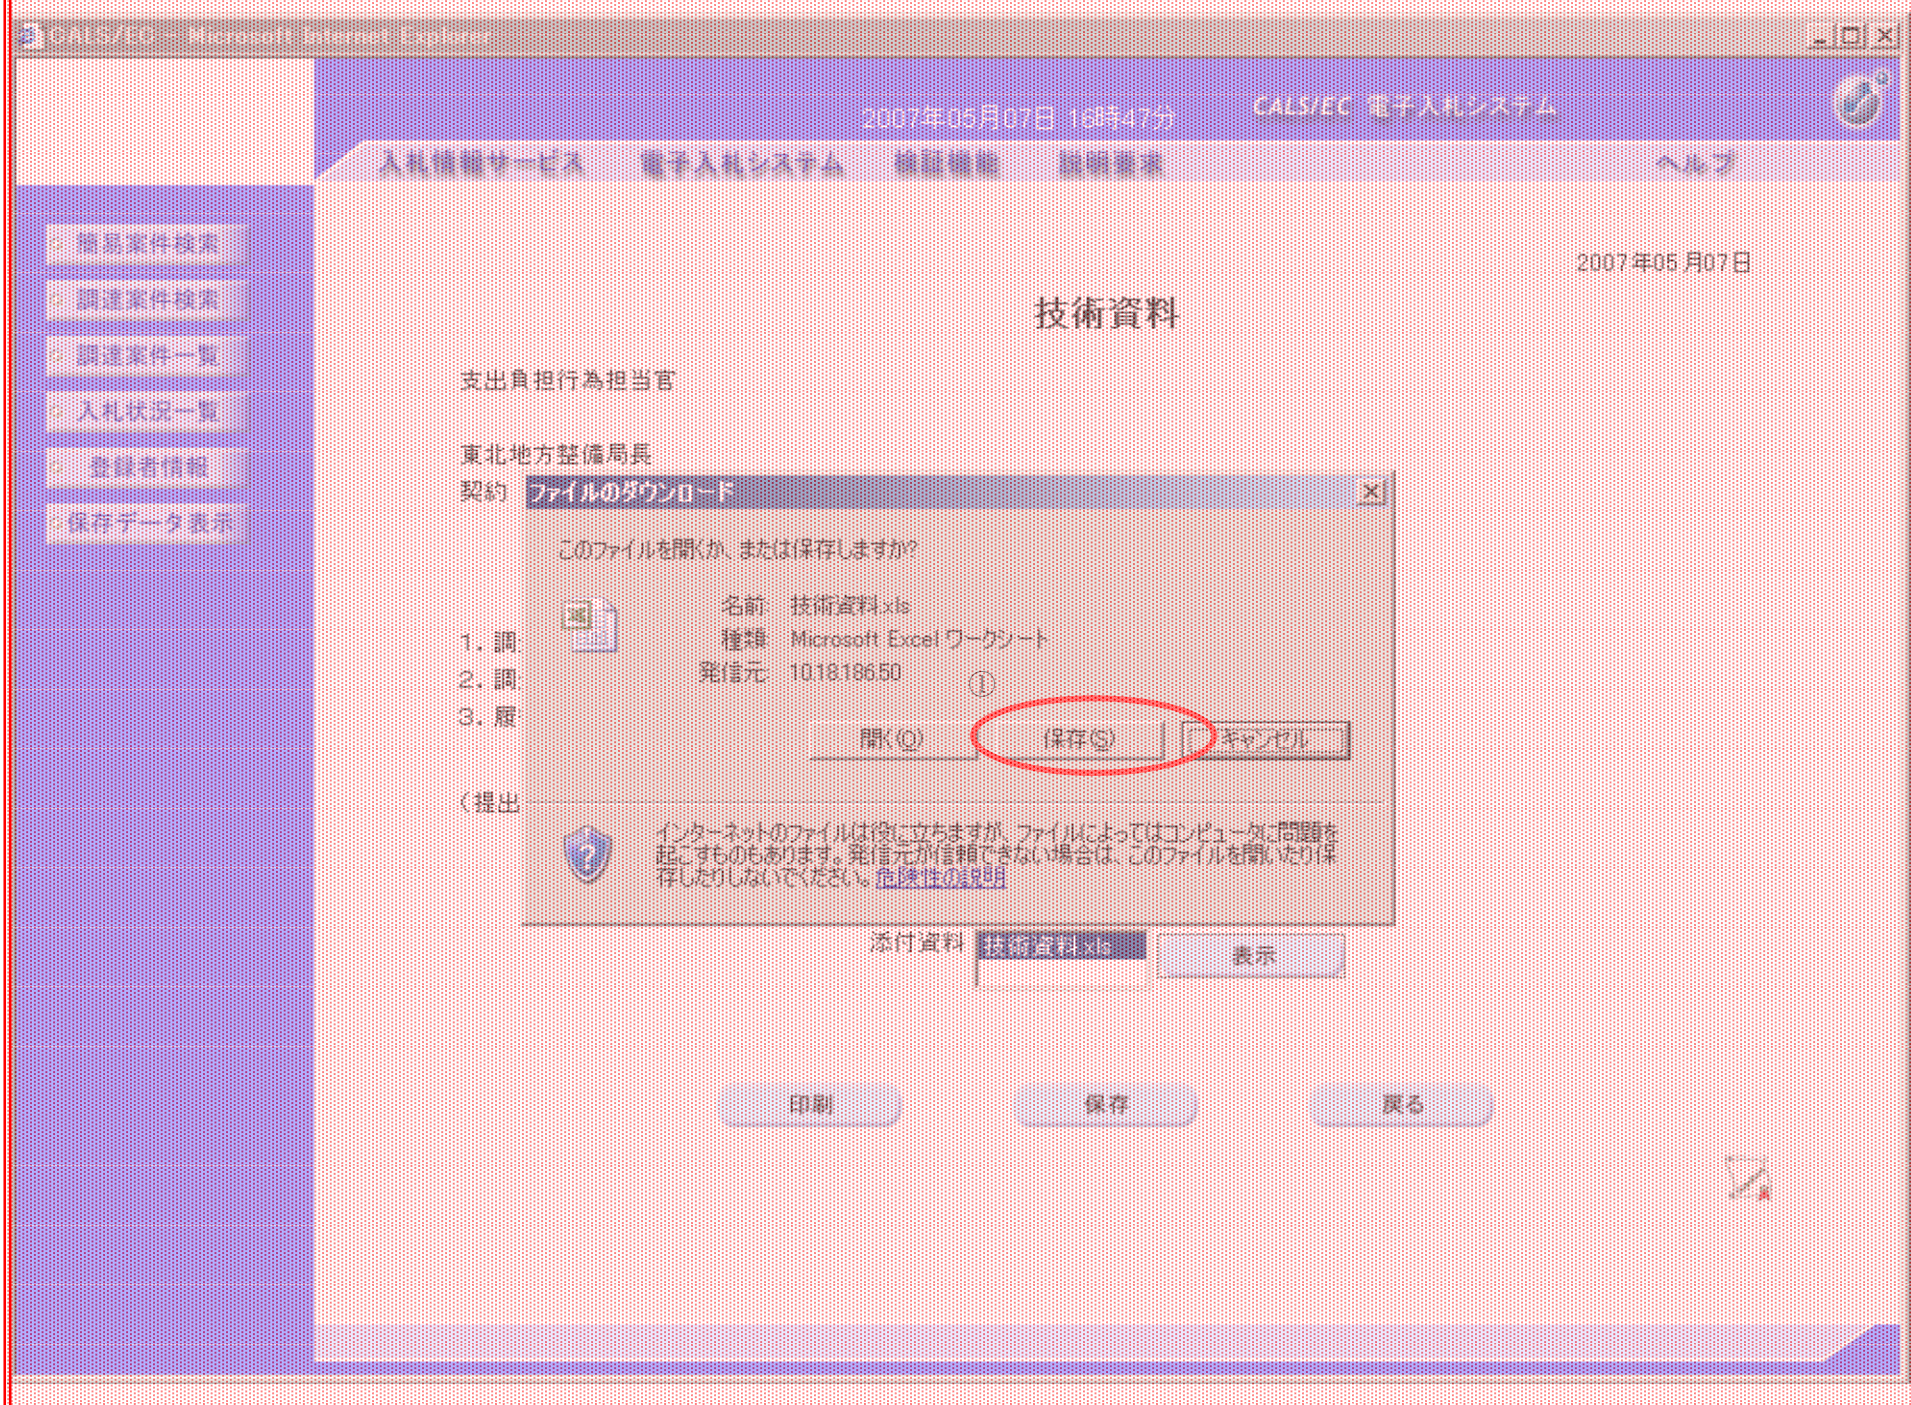 CALS/EC - Microsoft Internet Explorer
2007年05月07日 16時47分
CALS/EC 電子入札システム
入札情報サービス 電子入札システム 検証機能 説明要求 ヘルプ
簡易案件検索
調達案件検索
調達案件一覧
入札状況一覧
登録者情報
保存データ表示
2007年05月07日
技術資料
支出負担行為担当官
東北地方整備局長
契約
ファイルのダウンロード
このファイルを開くか、または保存しますか?
名前: 技術資料.xls
種類: Microsoft Excel ワークシート
発信元: 10.18.186.50
①
開く(O) 保存(S) キャンセル
インターネットのファイルは役に立ちますが、ファイルによってはコンピュータに問題を
起こすものもあります。発信元が信頼できない場合は、このファイルを開いたり保
存したりしないでください。危険性の説明
1. 調
2. 調
3. 履
(提出
添付資料 技術資料.xls 表示
印刷 保存 戻る